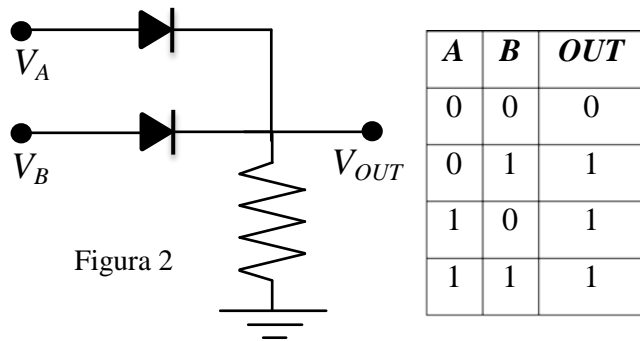 V_A
V_B
V_OUT
Figura 2
A B OUT
0 0 0
0 1 1
1 0 1
1 1 1